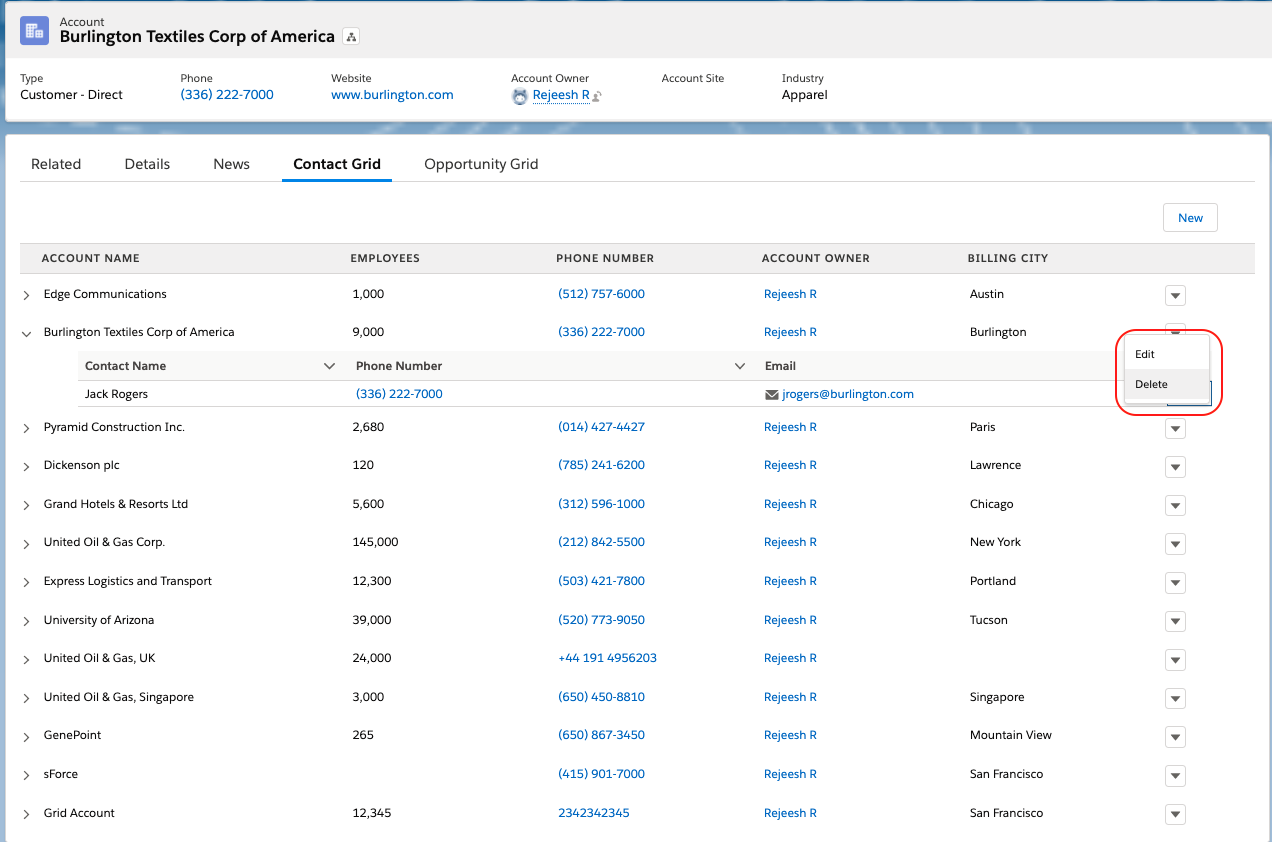 Account
Burlington Textiles Corp of America
Type Phone Website Account Owner Account Site Industry
Customer - Direct (336) 222-7000 www.burlington.com Rejeesh R Apparel
Related Details News Contact Grid Opportunity Grid
New
ACCOUNT NAME EMPLOYEES PHONE NUMBER ACCOUNT OWNER BILLING CITY
Edge Communications 1,000 (512) 757-6000 Rejeesh R Austin
Burlington Textiles Corp of America 9,000 (336) 222-7000 Rejeesh R Burlington
Edit
Contact Name Phone Number Email
Delete
Jack Rogers (336) 222-7000 jrogers@burlington.com
Pyramid Construction Inc. 2,680 (014) 427-4427 Rejeesh R Paris
Dickenson plc 120 (785) 241-6200 Rejeesh R Lawrence
Grand Hotels & Resorts Ltd 5,600 (312) 596-1000 Rejeesh R Chicago
United Oil & Gas Corp. 145,000 (212) 842-5500 Rejeesh R New York
Express Logistics and Transport 12,300 (503) 421-7800 Rejeesh R Portland
University of Arizona 39,000 (520) 773-9050 Rejeesh R Tucson
United Oil & Gas, UK 24,000 +44 191 4956203 Rejeesh R
United Oil & Gas, Singapore 3,000 (650) 450-8810 Rejeesh R Singapore
GenePoint 265 (650) 867-3450 Rejeesh R Mountain View
sForce (415) 901-7000 Rejeesh R San Francisco
Grid Account 12,345 2342342345 Rejeesh R San Francisco